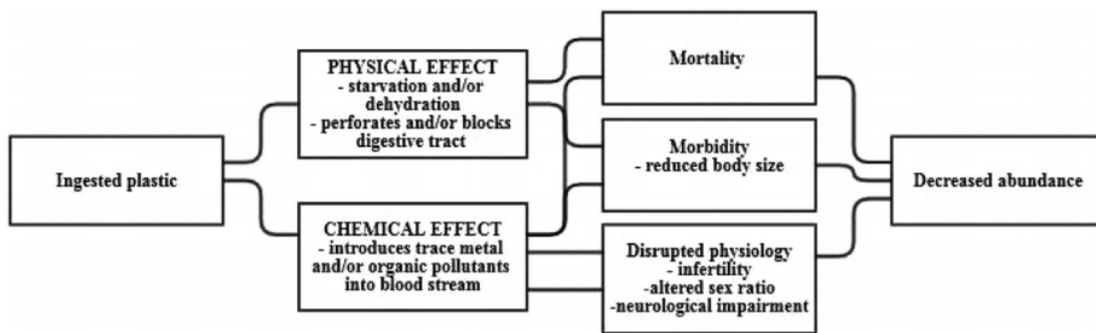 Ingested plastic
PHYSICAL EFFECT
- starvation and/or
dehydration
- perforates and/or blocks
digestive tract
CHEMICAL EFFECT
- introduces trace metal
and/or organic pollutants
into blood stream
Mortality
Morbidity
- reduced body size
Disrupted physiology
- infertility
-altered sex ratio
-neurological impairment
Decreased abundance